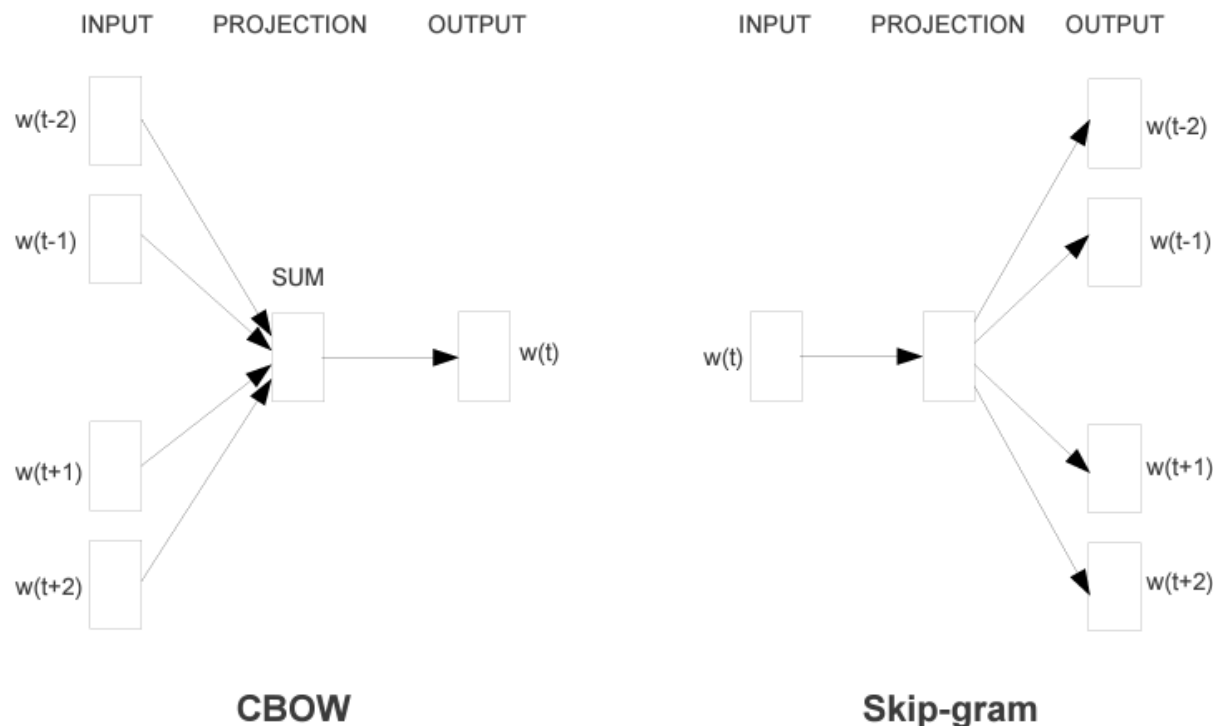 INPUT PROJECTION OUTPUT
w(t-2)
w(t-1)
SUM
w(t)
w(t+1)
w(t+2)
CBOW
INPUT PROJECTION OUTPUT
w(t-2)
w(t-1)
w(t)
w(t+1)
w(t+2)
Skip-gram